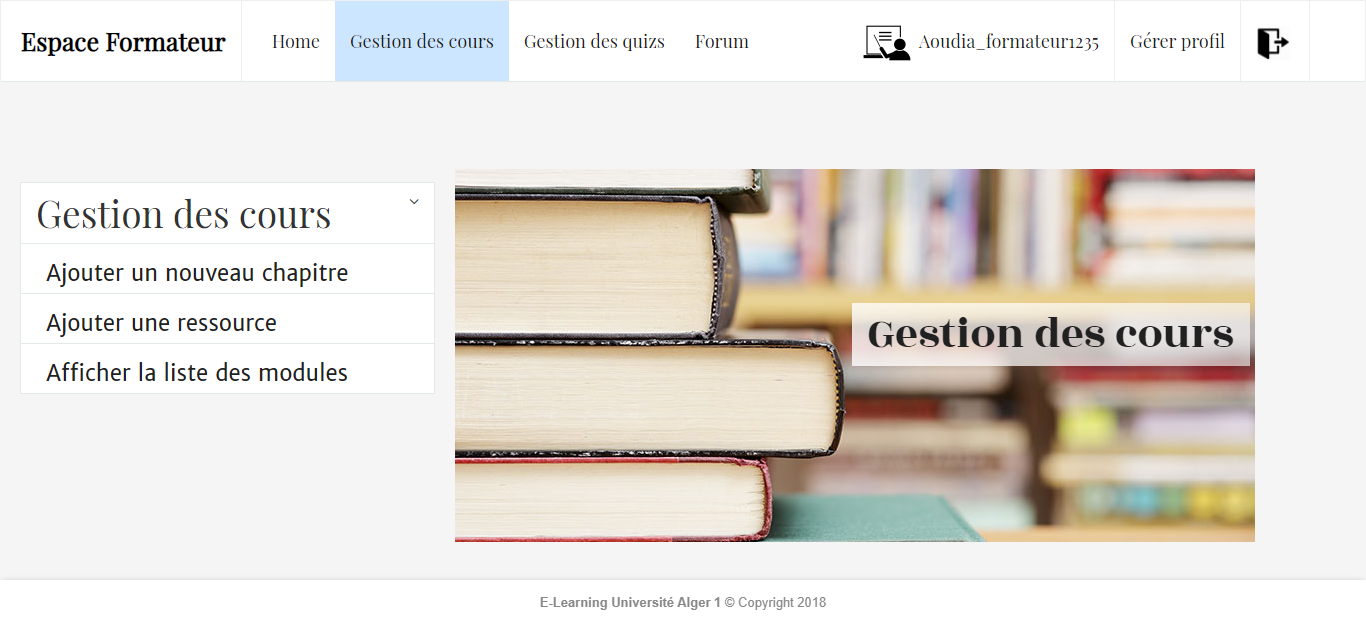 Espace Formateur Home Gestion des cours Gestion des quizs Forum Aoudia_formateur1235 Gérer profil
Gestion des cours
Ajouter un nouveau chapitre
Ajouter une ressource
Afficher la liste des modules
Gestion des cours
E-Learning Université Alger 1 © Copyright 2018